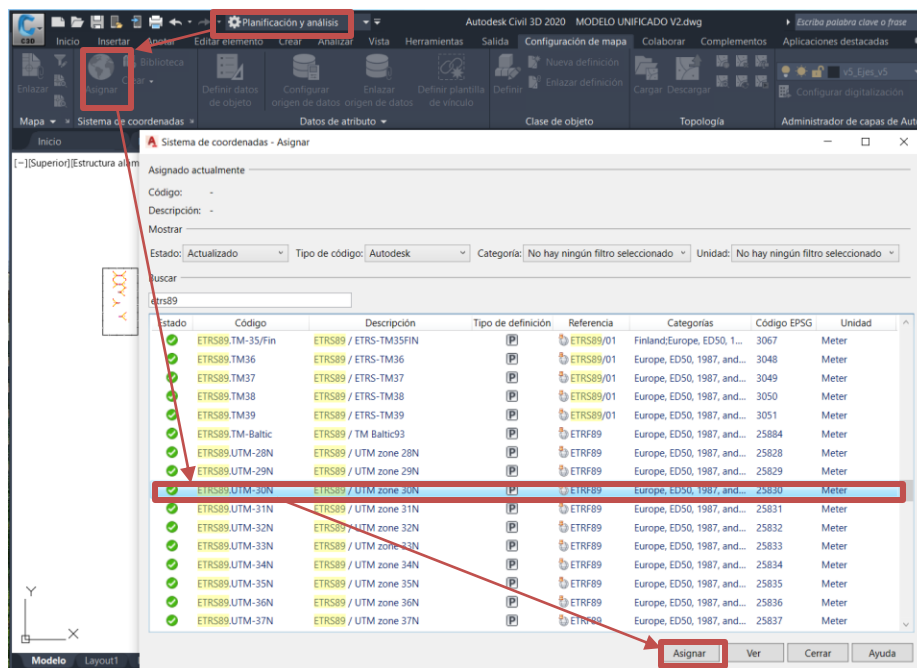 C3D
Planificación y análisis
Autodesk Civil 3D 2020 MODELO UNIFICADO V2.dwg
Escriba palabra clave o frase
Inicio Insertar Anotar Editar elemento Crear Analizar Vista Herramientas Salida Configuración de mapa Colaborar Complementos Aplicaciones destacadas
Enlazar
Asignar
Biblioteca
Crear
Definir datos de objeto
Configurar origen de datos
Enlazar origen de datos
Definir plantilla de vínculo
Definir
Nueva definición
Enlazar definición
Cargar Descargar
v5_Ejes_v5
Configurar digitalización
Mapa Sistema de coordenadas Datos de atributo Clase de objeto Topología Administrador de capas de Aut
Inicio
[−][Superior][Estructura alám
Sistema de coordenadas - Asignar
Asignado actualmente
Código: -
Descripción: -
Mostrar
Estado: Actualizado Tipo de código: Autodesk Categoría: No hay ningún filtro seleccionado Unidad: No hay ningún filtro seleccionado
Buscar
etrs89
Estado Código Descripción Tipo de definición Referencia Categorías Código EPSG Unidad
ETRS89.TM-35/Fin ETRS89 / ETRS-TM35FIN P ETRS89/01 Finland;Europe, ED50, 1... 3067 Meter
ETRS89.TM36 ETRS89 / ETRS-TM36 P ETRS89/01 Europe, ED50, 1987, and... 3048 Meter
ETRS89.TM37 ETRS89 / ETRS-TM37 P ETRS89/01 Europe, ED50, 1987, and... 3049 Meter
ETRS89.TM38 ETRS89 / ETRS-TM38 P ETRS89/01 Europe, ED50, 1987, and... 3050 Meter
ETRS89.TM39 ETRS89 / ETRS-TM39 P ETRS89/01 Europe, ED50, 1987, and... 3051 Meter
ETRS89.TM-Baltic ETRS89 / TM Baltic93 P ETRF89 Europe, ED50, 1987, and... 25884 Meter
ETRS89.UTM-28N ETRS89 / UTM zone 28N P ETRF89 Europe, ED50, 1987, and... 25828 Meter
ETRS89.UTM-29N ETRS89 / UTM zone 29N P ETRF89 Europe, ED50, 1987, and... 25829 Meter
ETRS89.UTM-30N ETRS89 / UTM zone 30N P ETRF89 Europe, ED50, 1987, and... 25830 Meter
ETRS89.UTM-31N ETRS89 / UTM zone 31N P ETRF89 Europe, ED50, 1987, and... 25831 Meter
ETRS89.UTM-32N ETRS89 / UTM zone 32N P ETRF89 Europe, ED50, 1987, and... 25832 Meter
ETRS89.UTM-33N ETRS89 / UTM zone 33N P ETRF89 Europe, ED50, 1987, and... 25833 Meter
ETRS89.UTM-34N ETRS89 / UTM zone 34N P ETRF89 Europe, ED50, 1987, and... 25834 Meter
ETRS89.UTM-35N ETRS89 / UTM zone 35N P ETRF89 Europe, ED50, 1987, and... 25835 Meter
ETRS89.UTM-36N ETRS89 / UTM zone 36N P ETRF89 Europe, ED50, 1987, and... 25836 Meter
ETRS89.UTM-37N ETRS89 / UTM zone 37N P ETRF89 Europe, ED50, 1987, and... 25837 Meter
Y
X
Asignar Ver Cerrar Ayuda
Modelo Layout1